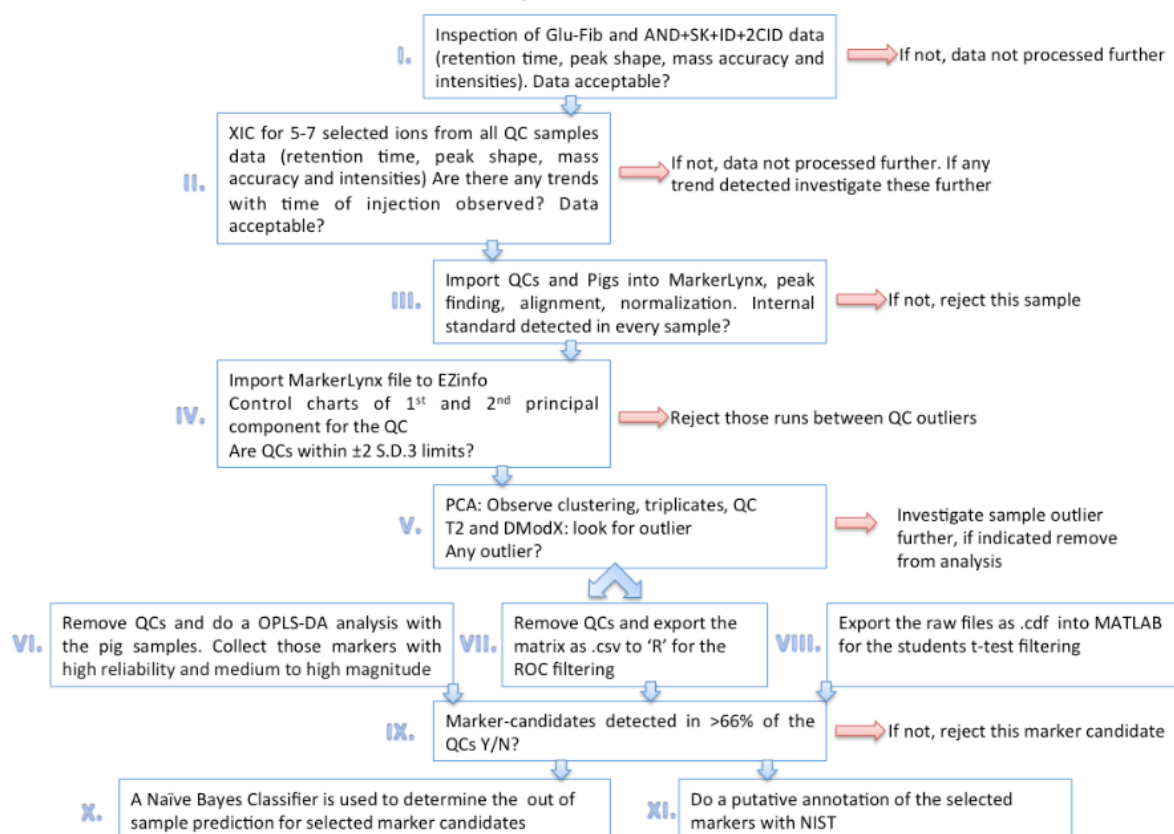 I.
Inspection of Glu-Fib and AND+SK+ID+2CID data
(retention time, peak shape, mass accuracy and
intensities). Data acceptable?
If not, data not processed further
II.
XIC for 5-7 selected ions from all QC samples
data (retention time, peak shape, mass
accuracy and intensities) Are there any trends
with time of injection observed? Data
acceptable?
If not, data not processed further. If any
trend detected investigate these further
III.
Import QCs and Pigs into MarkerLynx, peak
finding, alignment, normalization. Internal
standard detected in every sample?
If not, reject this sample
IV.
Import MarkerLynx file to EZinfo
Control charts of 1st and 2nd principal
component for the QC
Are QCs within ±2 S.D.3 limits?
Reject those runs between QC outliers
V.
PCA: Observe clustering, triplicates, QC
T2 and DModX: look for outlier
Any outlier?
Investigate sample outlier
further, if indicated remove
from analysis
VI.
Remove QCs and do a OPLS-DA analysis with
the pig samples. Collect those markers with
high reliability and medium to high magnitude
VII.
Remove QCs and export the
matrix as .csv to 'R' for the
ROC filtering
VIII.
Export the raw files as .cdf into MATLAB
for the students t-test filtering
IX.
Marker-candidates detected in >66% of the
QCs Y/N?
If not, reject this marker candidate
X.
A Naïve Bayes Classifier is used to determine the out of
sample prediction for selected marker candidates
XI.
Do a putative annotation of the selected
markers with NIST